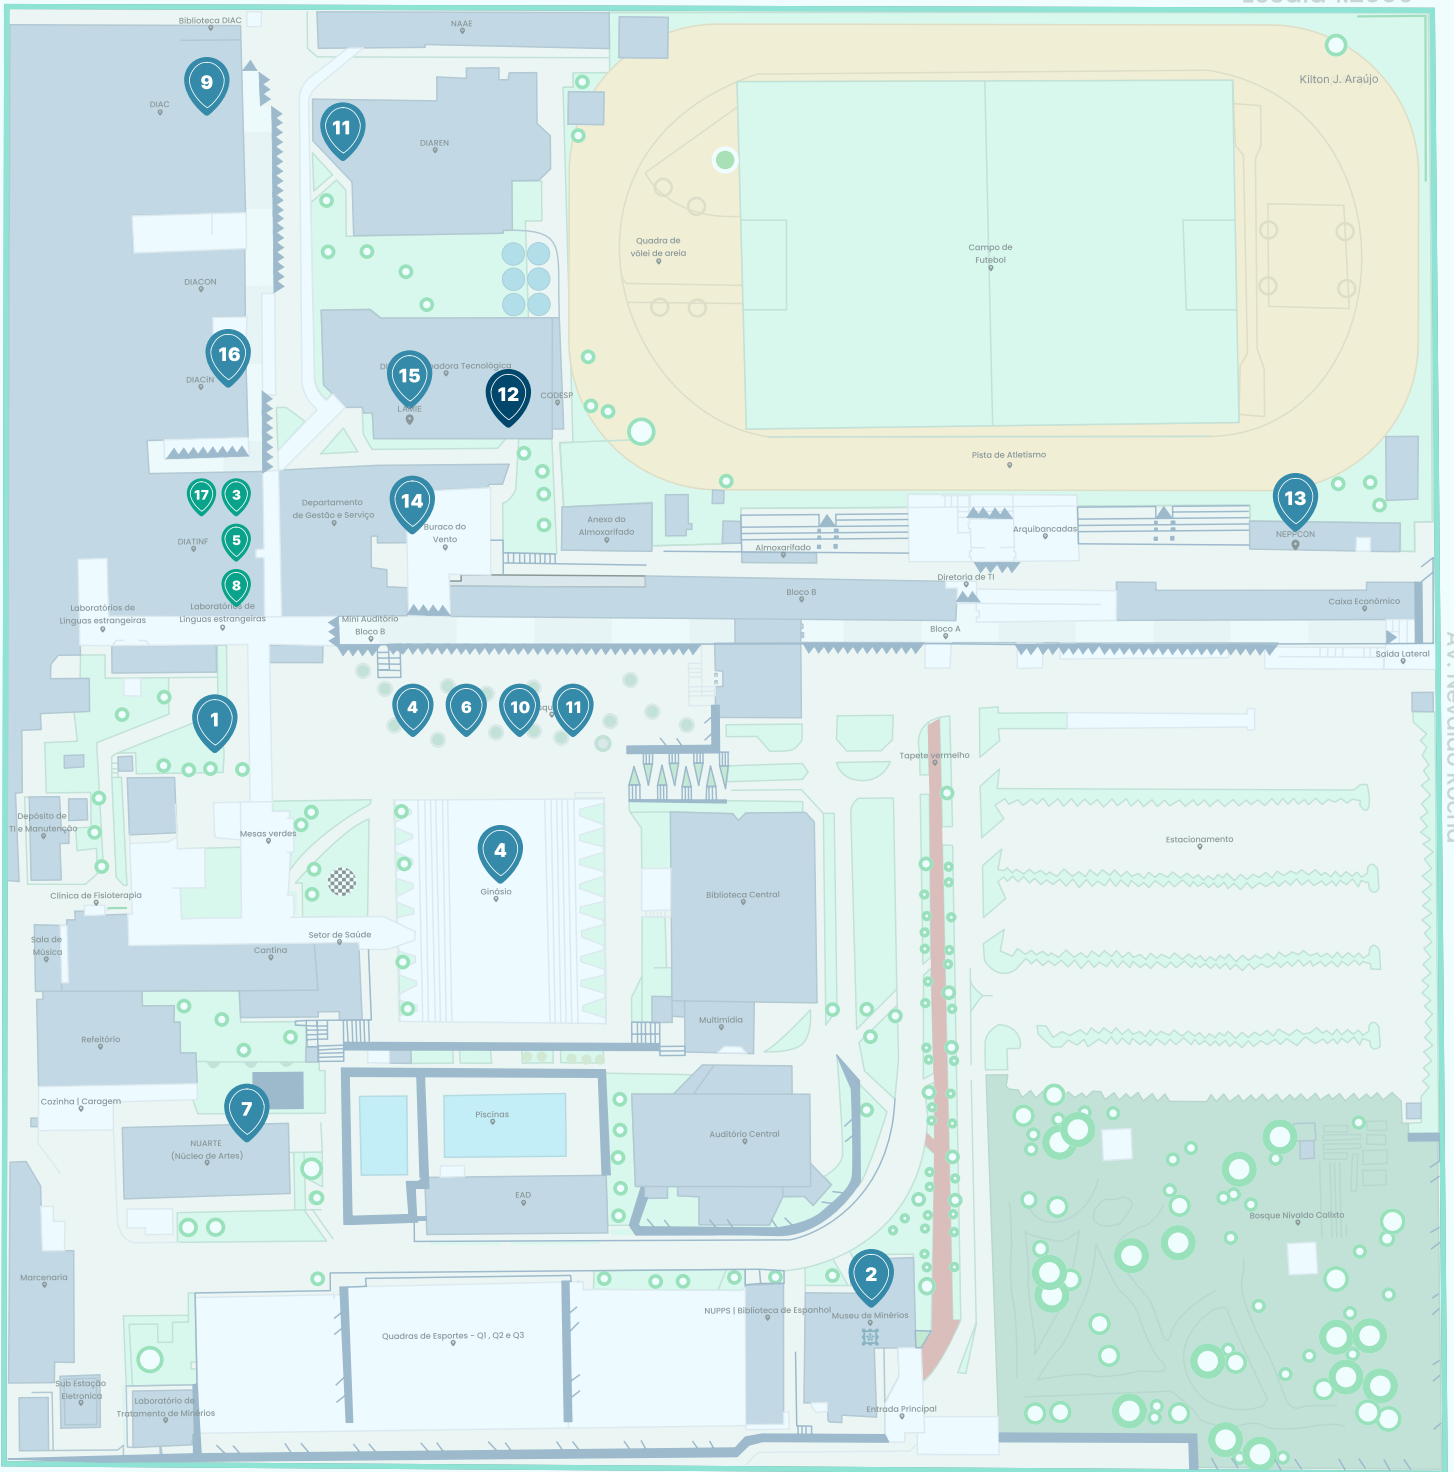 Biblioteca DIAC
NAAE
Kilton J. Araújo
9
DIAC
11
DIAREN
Quadra de
vôlei de areia
Campo de
Futebol
DIACON
16
DIACIN
15
12
LAMIE
adora Tecnológica
CODESP
Pista de Atletismo
17
3
14
13
Departamento
de Gestão e Serviço
Buraco do
Vento
Anexo do
Almoxarifado
Arquibancadas
NEPPCON
5
DIATINF
Almoxarifado
Diretoria de TI
8
Bloco B
Caixa Econômico
Laboratórios de
Línguas estrangeiras
Laboratórios de
Línguas estrangeiras
Mini Auditório
Bloco B
Bloco A
Saída Lateral
1
4
6
10
11
Tapete vermelho
Av. Nevaldo Rocha
Depósito de
TI e Manutenção
Mesas verdes
4
Ginásio
Estacionamento
Clínica de Fisioterapia
Biblioteca Central
Sala de
Música
Setor de Saúde
Cantina
Refeitório
Multimídia
Cozinha | Garagem
7
NUARTE
(Núcleo de Artes)
Piscinas
Auditório Central
EAD
Bosque Nivaldo Calixto
Marcenaria
2
NUPPS | Biblioteca de Espanhol
Museu de Minérios
Quadras de Esportes - Q1 , Q2 e Q3
Sub Estação
Eletronica
Laboratório de
Tratamento de Minérios
Entrada Principal